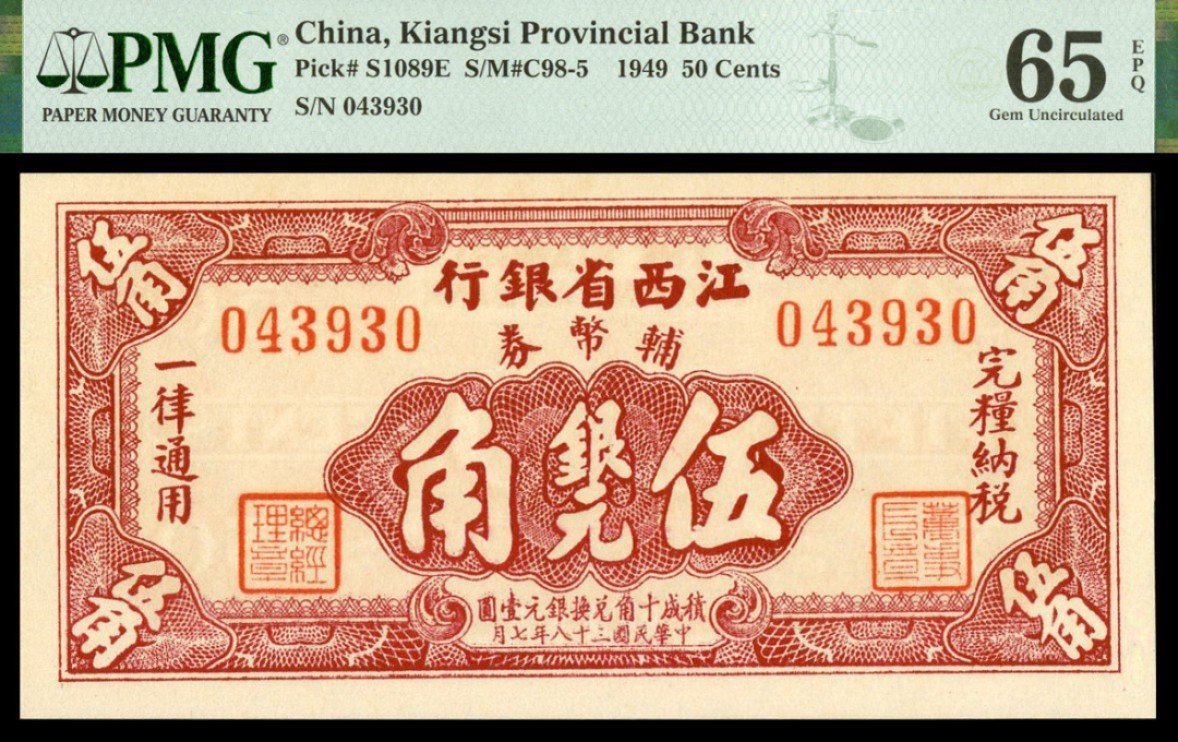 PMG®
PAPER MONEY GUARANTY
China, Kiangsi Provincial Bank
Pick# S1089E S/M#C98-5 1949 50 Cents
S/N 043930
65
EPQ
Gem Uncirculated
伍角
伍角
江西省銀行
043930
043930
輔幣券
完糧納税
一律通用
伍
銀元
角
董事長章
總經理章
積成十角兌換銀元壹圓
中華民國三十八年七月
伍角
伍角